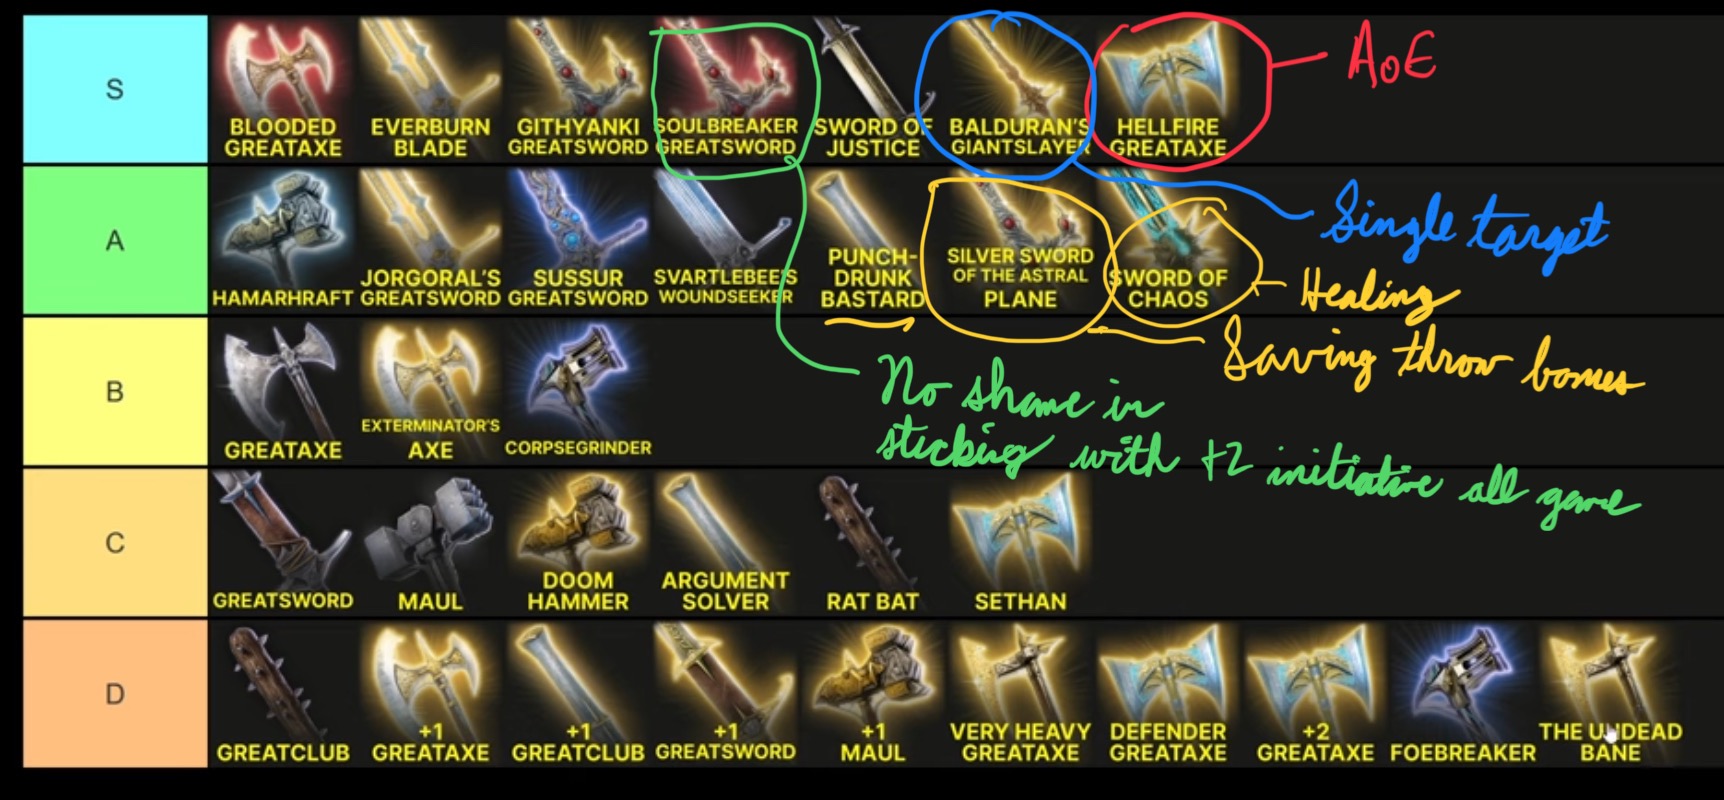 S
BLOODED
GREATAXE
EVERBURN
BLADE
GITHYANKI
GREATSWORD
SOULBREAKER
GREATSWORD
SWORD OF
JUSTICE
BALDURAN'S
GIANTSLAYER
HELLFIRE
GREATAXE
AoE
A
HAMARHRAFT
JORGORAL'S
GREATSWORD
SUSSUR
GREATSWORD
SVARTLEBEE'S
WOUNDSEEKER
PUNCH-
DRUNK
BASTARD
SILVER SWORD
OF THE ASTRAL
PLANE
SWORD OF
CHAOS
Single target
Healing
Saving throw bonues
B
GREATAXE
EXTERMINATOR'S
AXE
CORPSEGRINDER
No shame in
sticking with +2 initiative all game
C
GREATSWORD
MAUL
DOOM
HAMMER
ARGUMENT
SOLVER
RAT BAT
SETHAN
D
GREATCLUB
+1
GREATAXE
+1
GREATCLUB
+1
GREATSWORD
+1
MAUL
VERY HEAVY
GREATAXE
DEFENDER
GREATAXE
+2
GREATAXE
FOEBREAKER
THE UNDEAD
BANE